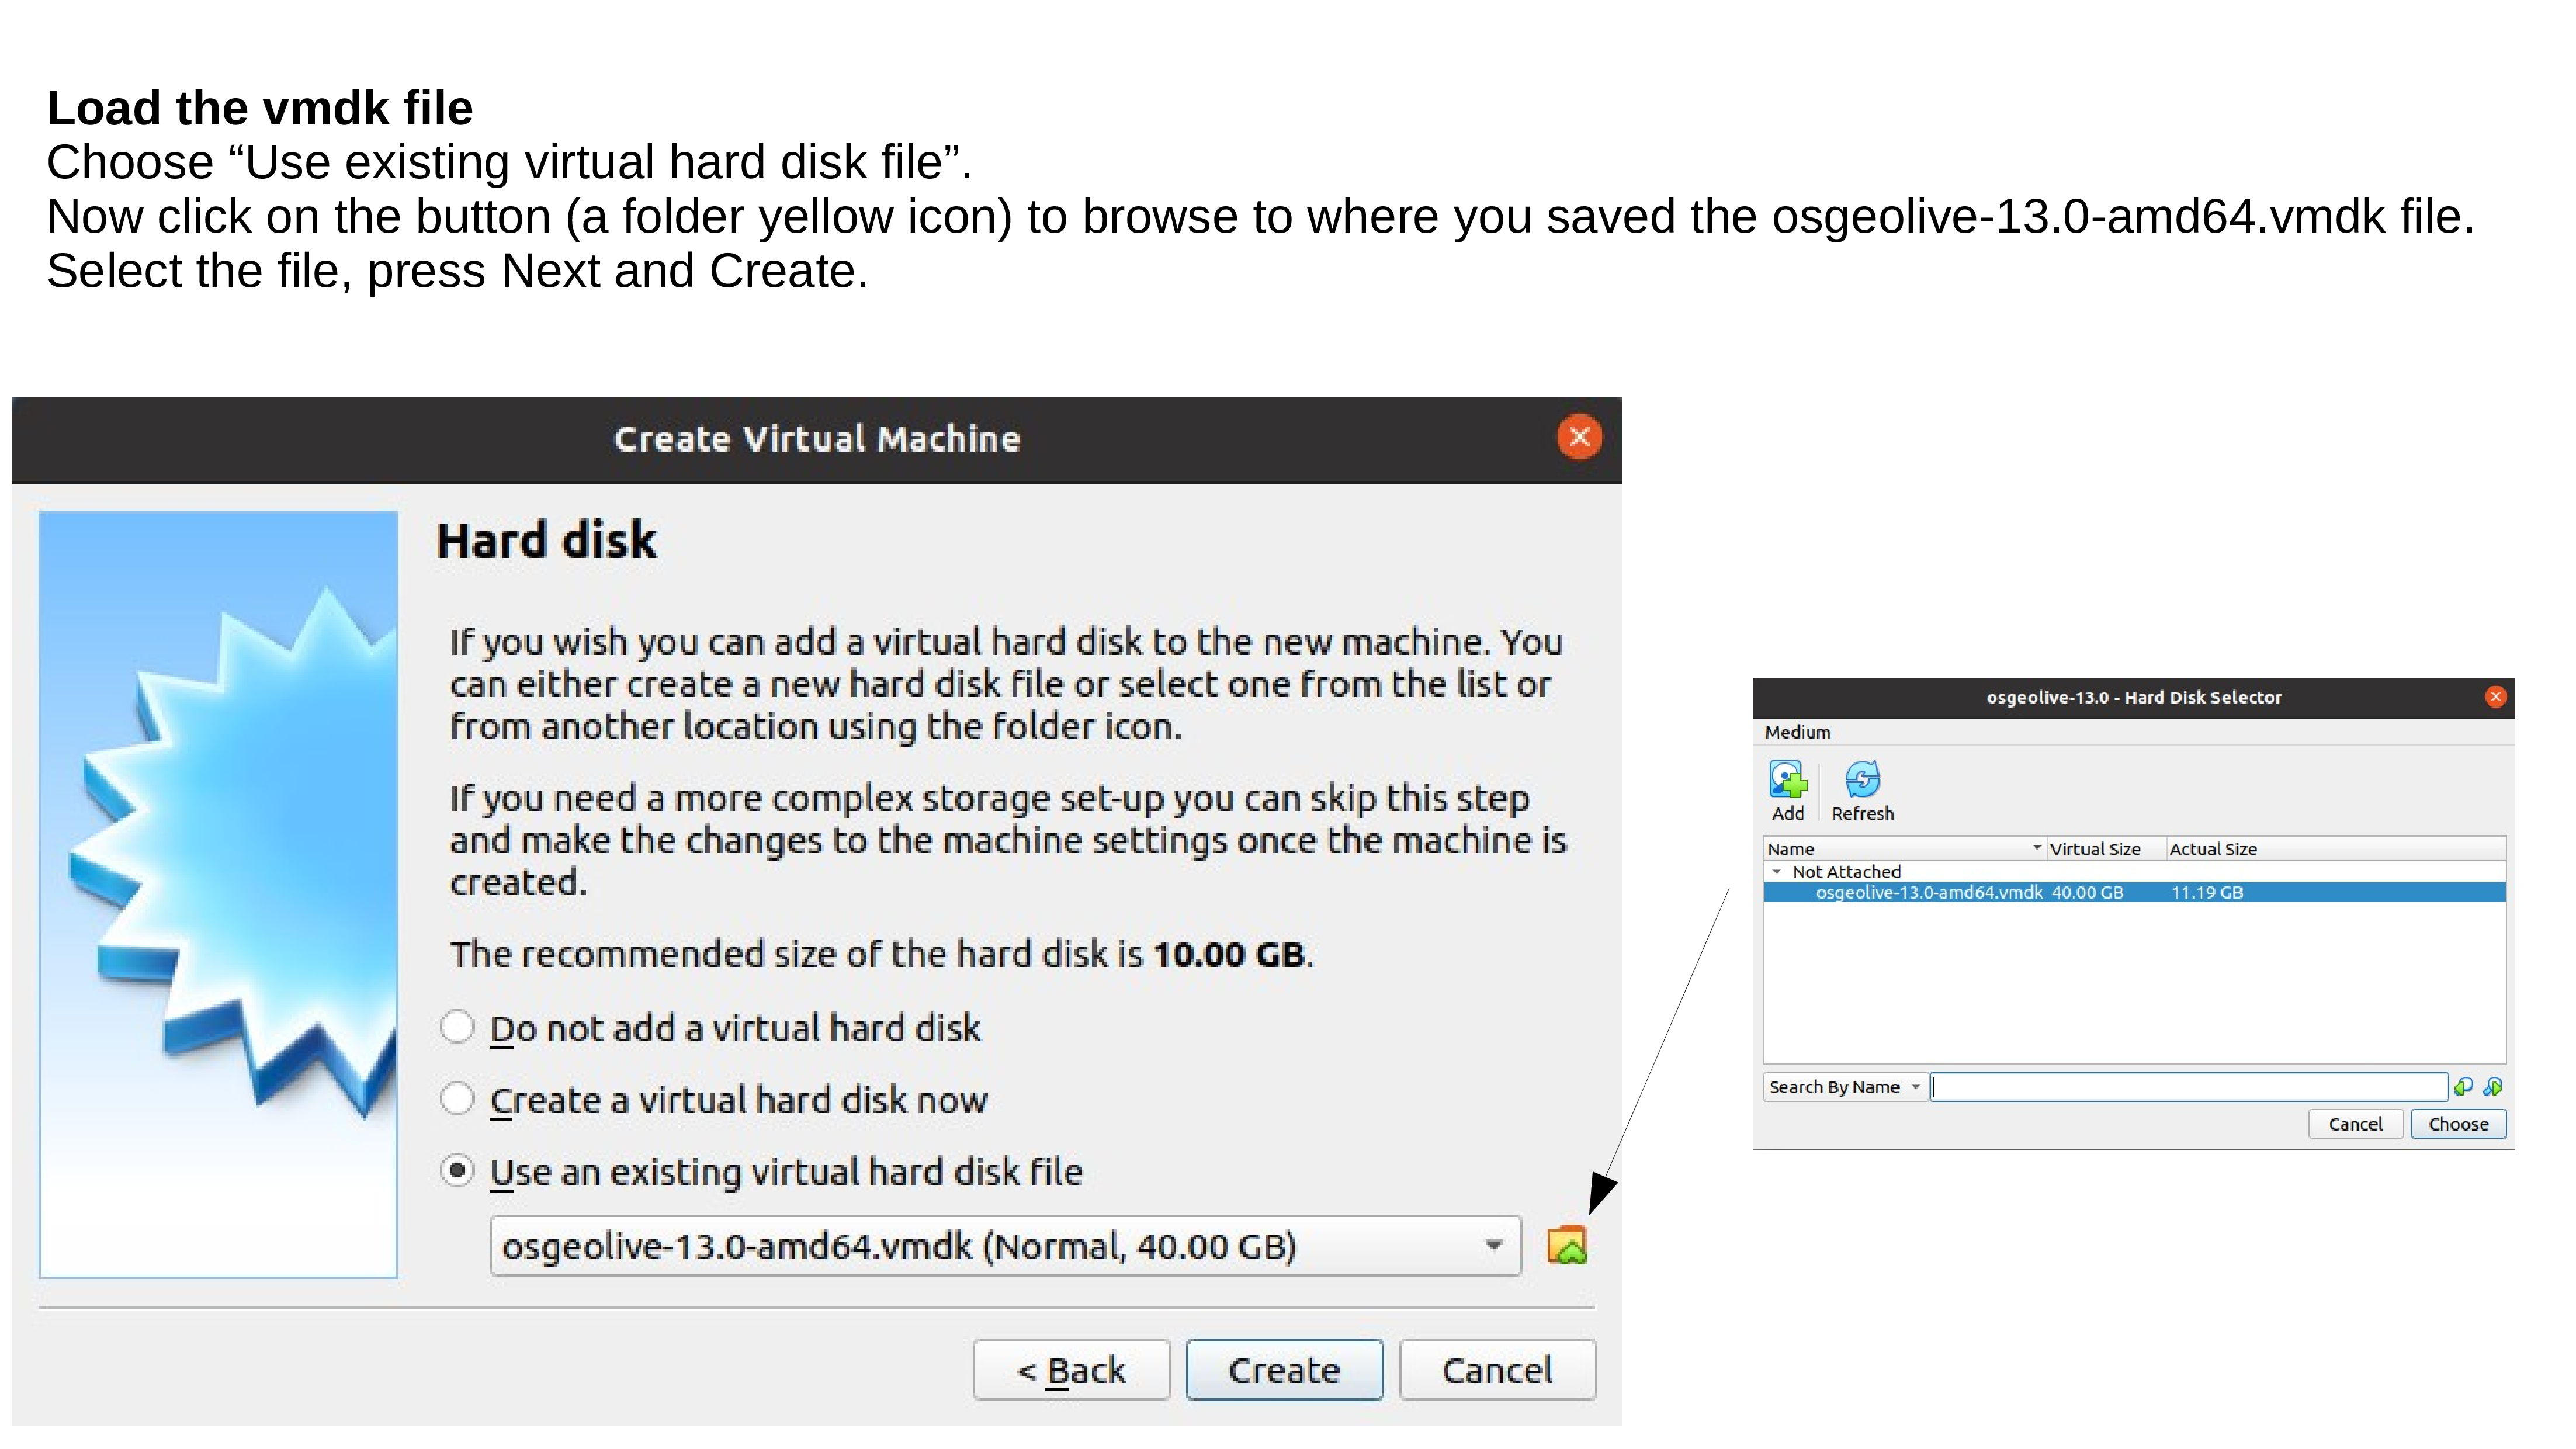 Load the vmdk file
Choose “Use existing virtual hard disk file”.
Now click on the button (a folder yellow icon) to browse to where you saved the osgeolive-13.0-amd64.vmdk file.
Select the file, press Next and Create.
Create Virtual Machine
Hard disk
If you wish you can add a virtual hard disk to the new machine. You
can either create a new hard disk file or select one from the list or
from another location using the folder icon.
If you need a more complex storage set-up you can skip this step
and make the changes to the machine settings once the machine is
created.
The recommended size of the hard disk is 10.00 GB.
Do not add a virtual hard disk
Create a virtual hard disk now
Use an existing virtual hard disk file
osgeolive-13.0-amd64.vmdk (Normal, 40.00 GB)
< Back Create Cancel
osgeolive-13.0 - Hard Disk Selector
Medium
Add Refresh
Name Virtual Size Actual Size
Not Attached
osgeolive-13.0-amd64.vmdk 40.00 GB 11.19 GB
Search By Name
Cancel Choose